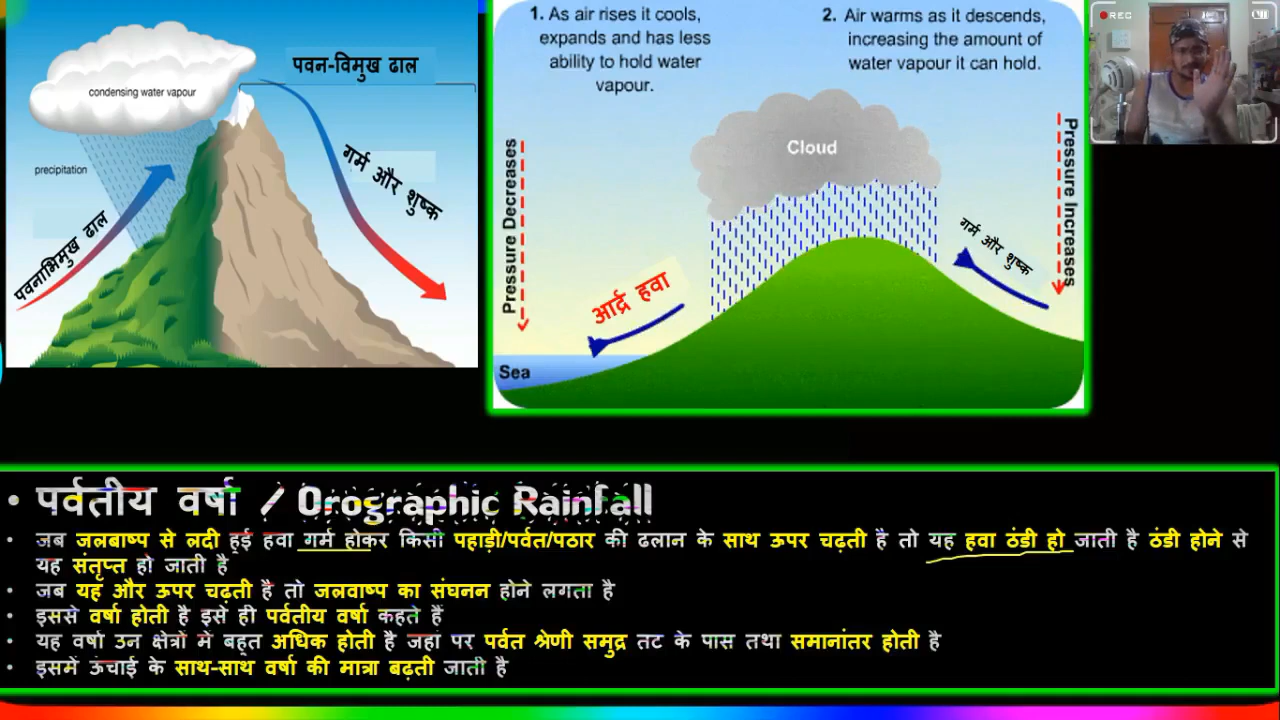 condensing water vapour
पवन-विमुख ढाल
precipitation
गर्म और शुष्क
पवनाभिमुख ढाल
1. As air rises it cools,
expands and has less
ability to hold water
vapour.
2. Air warms as it descends,
increasing the amount of
water vapour it can hold.
Cloud
Pressure Decreases
Pressure Increases
गर्म और शुष्क
आर्द्र हवा
Sea
REC
• पर्वतीय वर्षा / Orographic Rainfall
• जब जलबाष्प से लदी हुई हवा गर्म होकर किसी पहाड़ी/पर्वत/पठार की ढलान के साथ ऊपर चढ़ती है तो यह हवा ठंडी हो जाती है ठंडी होने से
यह संतृप्त हो जाती है
• जब यह और ऊपर चढ़ती है तो जलवाष्प का संघनन होने लगता है
• इससे वर्षा होती है इसे ही पर्वतीय वर्षा कहते हैं
• यह वर्षा उन क्षेत्रों में बहुत अधिक होती है जहां पर पर्वत श्रेणी समुद्र तट के पास तथा समानांतर होती है
• इसमें ऊंचाई के साथ-साथ वर्षा की मात्रा बढ़ती जाती है